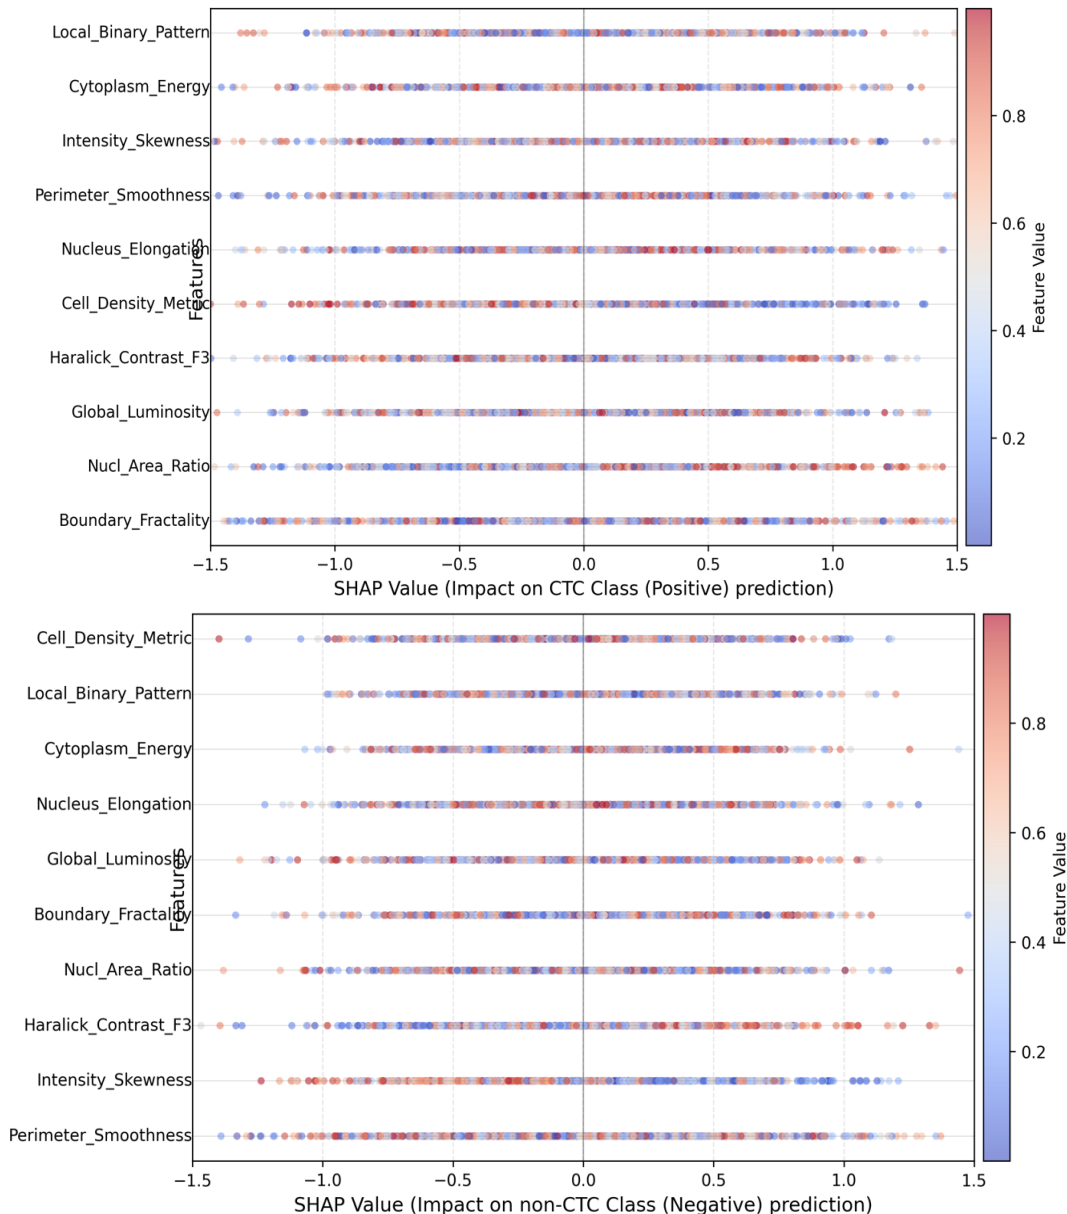 Local_Binary_Pattern
Cytoplasm_Energy
Intensity_Skewness
Perimeter_Smoothness
Nucleus_Elongation
Cell_Density_Metric
Haralick_Contrast_F3
Global_Luminosity
Nucl_Area_Ratio
Boundary_Fractality
Features
−1.5 −1.0 −0.5 0.0 0.5 1.0 1.5
SHAP Value (Impact on CTC Class (Positive) prediction)
0.8
0.6
0.4
0.2
Feature Value
Cell_Density_Metric
Local_Binary_Pattern
Cytoplasm_Energy
Nucleus_Elongation
Global_Luminosity
Boundary_Fractality
Nucl_Area_Ratio
Haralick_Contrast_F3
Intensity_Skewness
Perimeter_Smoothness
Features
−1.5 −1.0 −0.5 0.0 0.5 1.0 1.5
SHAP Value (Impact on non-CTC Class (Negative) prediction)
0.8
0.6
0.4
0.2
Feature Value